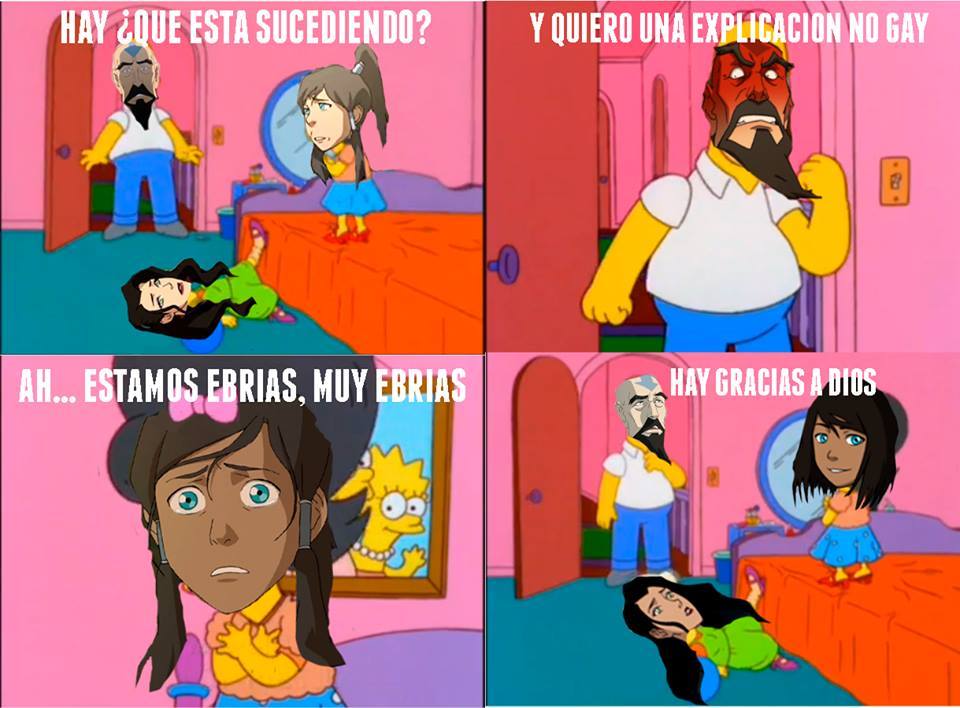 HAY ¿QUE ESTA SUCEDIENDO?
Y QUIERO UNA EXPLICACION NO GAY
AH... ESTAMOS EBRIAS, MUY EBRIAS
HAY GRACIAS A DIOS